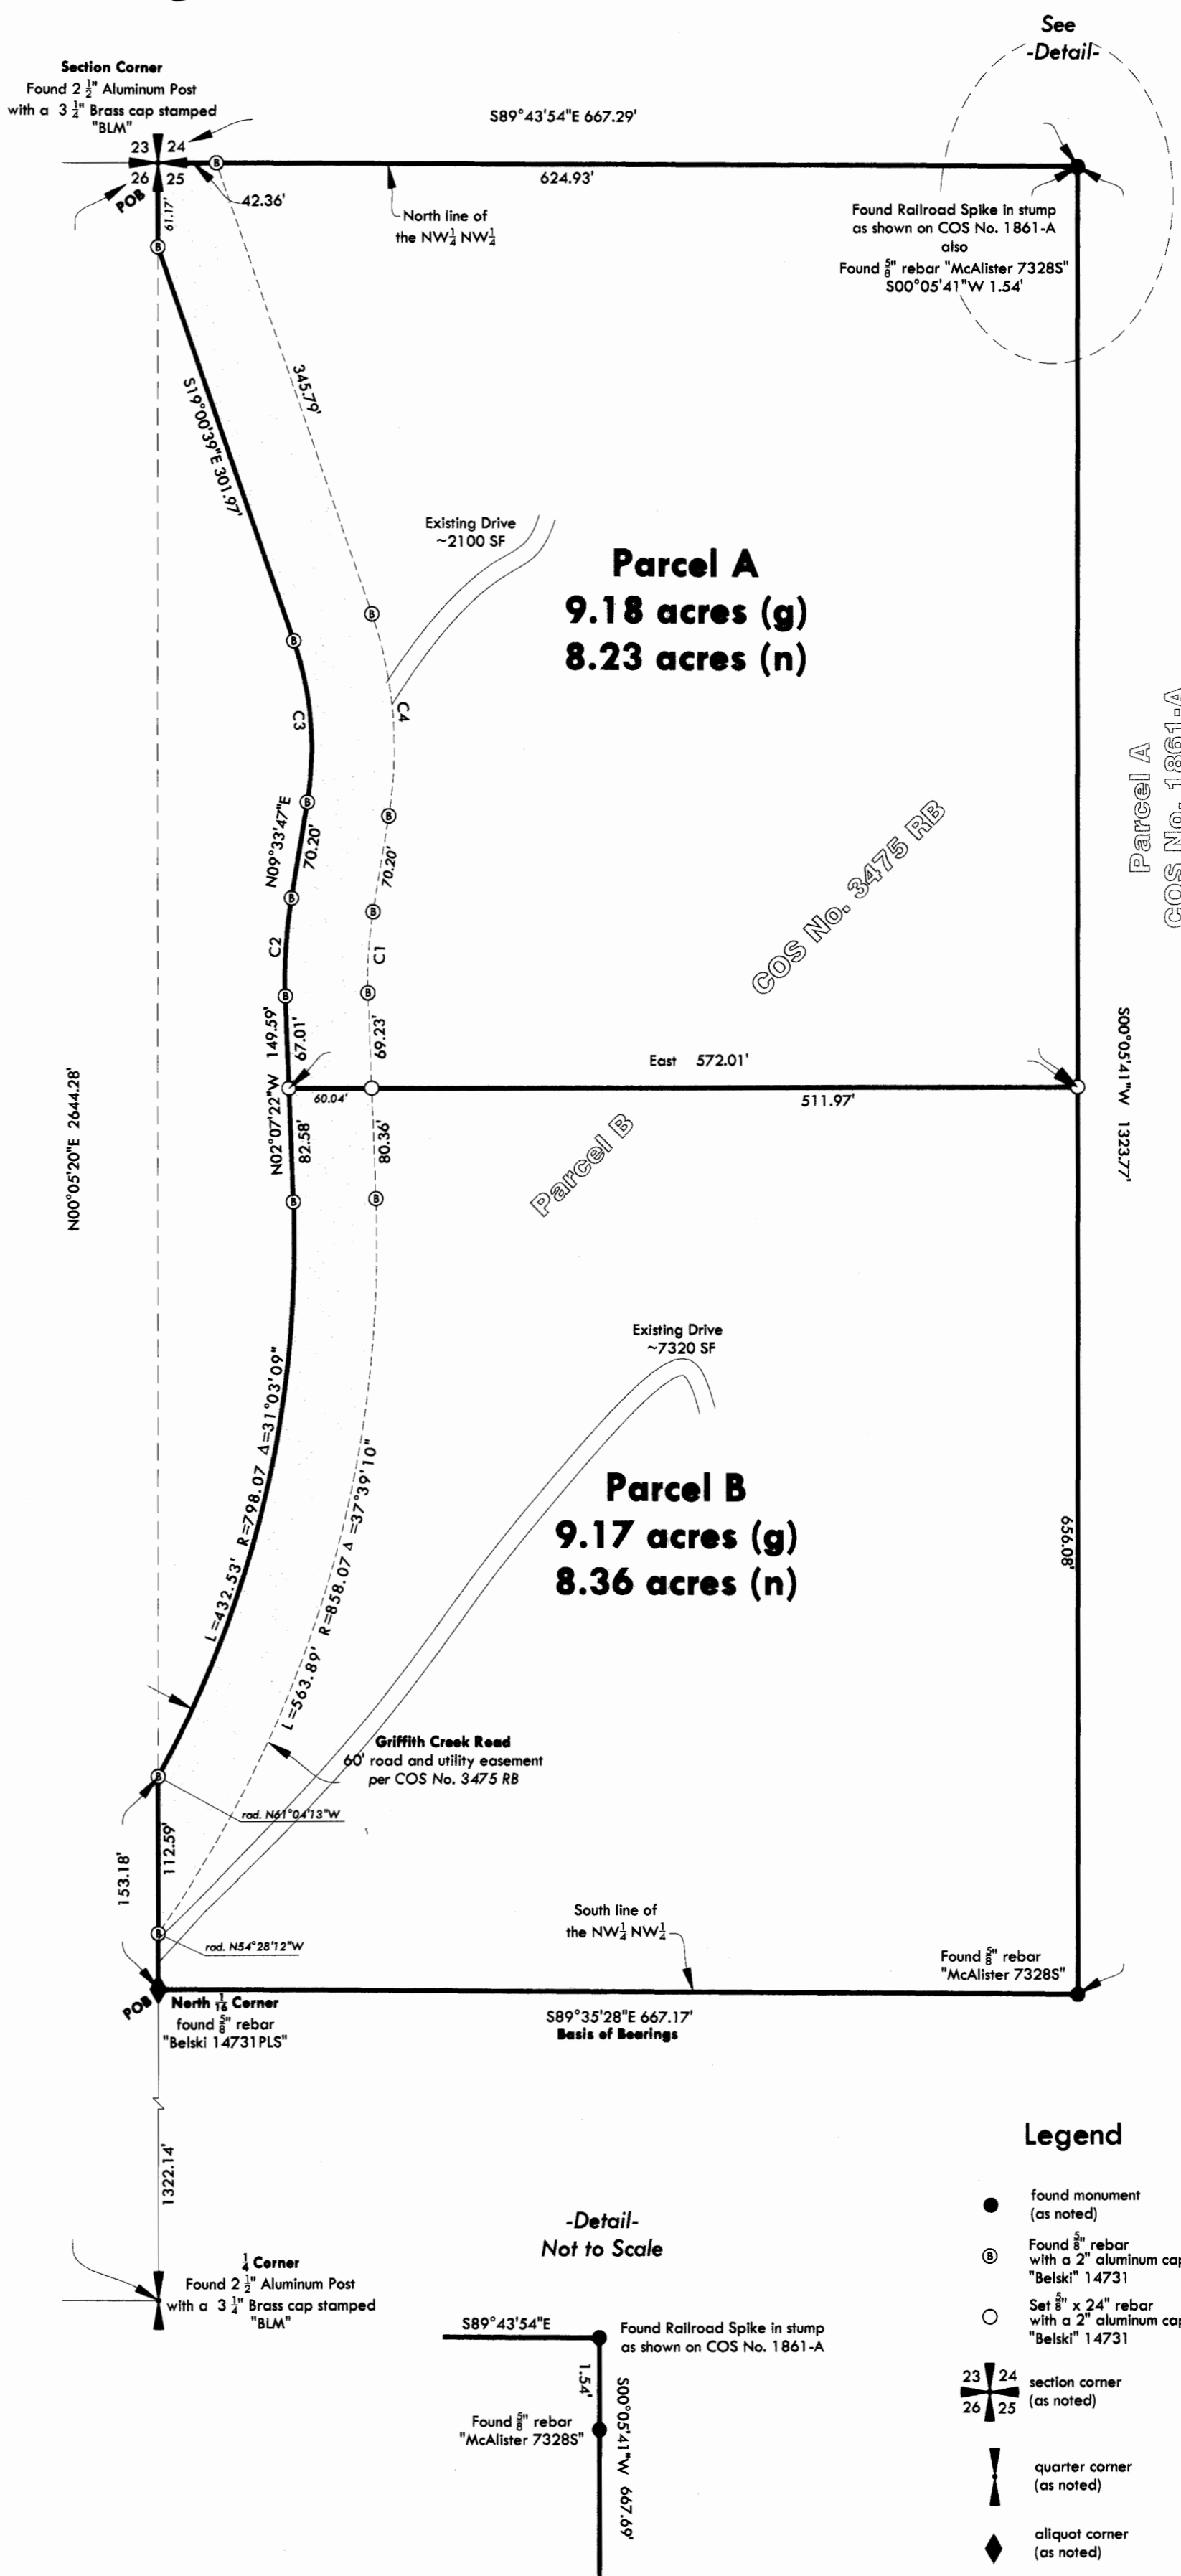 See
-Detail-
Section Corner
Found 2 1/2" Aluminum Post
with a 3 1/4" Brass cap stamped
"BLM"
S89°43'54"E 667.29'
23 24
26 25
B
POB
61.17'
42.36'
624.93'
North line of
the NW1/4 NW1/4
Found Railroad Spike in stump
as shown on COS No. 1861-A
also
Found 5/8" rebar "McAlister 7328S"
S00°05'41"W 1.54'
B
345.79'
S19°00'39"E 301.97'
Existing Drive
~2100 SF
Parcel A
9.18 acres (g)
8.23 acres (n)
B
B
C3
C4
Parcel A
COS No. 1861-A
B
B
N09°33'47"E
70.20'
70.20'
COS No. 3475 RB
B
B
C2
C1
B
B
N02°07'22"W 149.59'
67.01'
69.23'
East 572.01'
60.04'
511.97'
S00°05'41"W 1323.77'
N00°05'20"E 2644.28'
82.58'
80.36'
Parcel B
B
B
Existing Drive
~7320 SF
L=432.53' R=798.07 Δ=31°03'09"
L=563.89' R=858.07 Δ=37°39'10"
Parcel B
9.17 acres (g)
8.36 acres (n)
656.08'
Griffith Creek Road
60' road and utility easement
per COS No. 3475 RB
B
rad. N61°04'13"W
153.18'
112.59'
B
rad. N54°28'12"W
South line of
the NW1/4 NW1/4
Found 5/8" rebar
"McAlister 7328S"
POB
North 1/16 Corner
found 5/8" rebar
"Belski 14731PLS"
S89°35'28"E 667.17'
Basis of Bearings
1322.14'
1/4 Corner
Found 2 1/2" Aluminum Post
with a 3 1/4" Brass cap stamped
"BLM"
-Detail-
Not to Scale
S89°43'54"E
Found Railroad Spike in stump
as shown on COS No. 1861-A
1.54'
Found 5/8" rebar
"McAlister 7328S"
S00°05'41"W 667.69'
Legend
found monument
(as noted)
B
Found 5/8" rebar
with a 2" aluminum cap
"Belski" 14731
Set 5/8" x 24" rebar
with a 2" aluminum cap
"Belski" 14731
23 24
26 25
section corner
(as noted)
quarter corner
(as noted)
aliquot corner
(as noted)